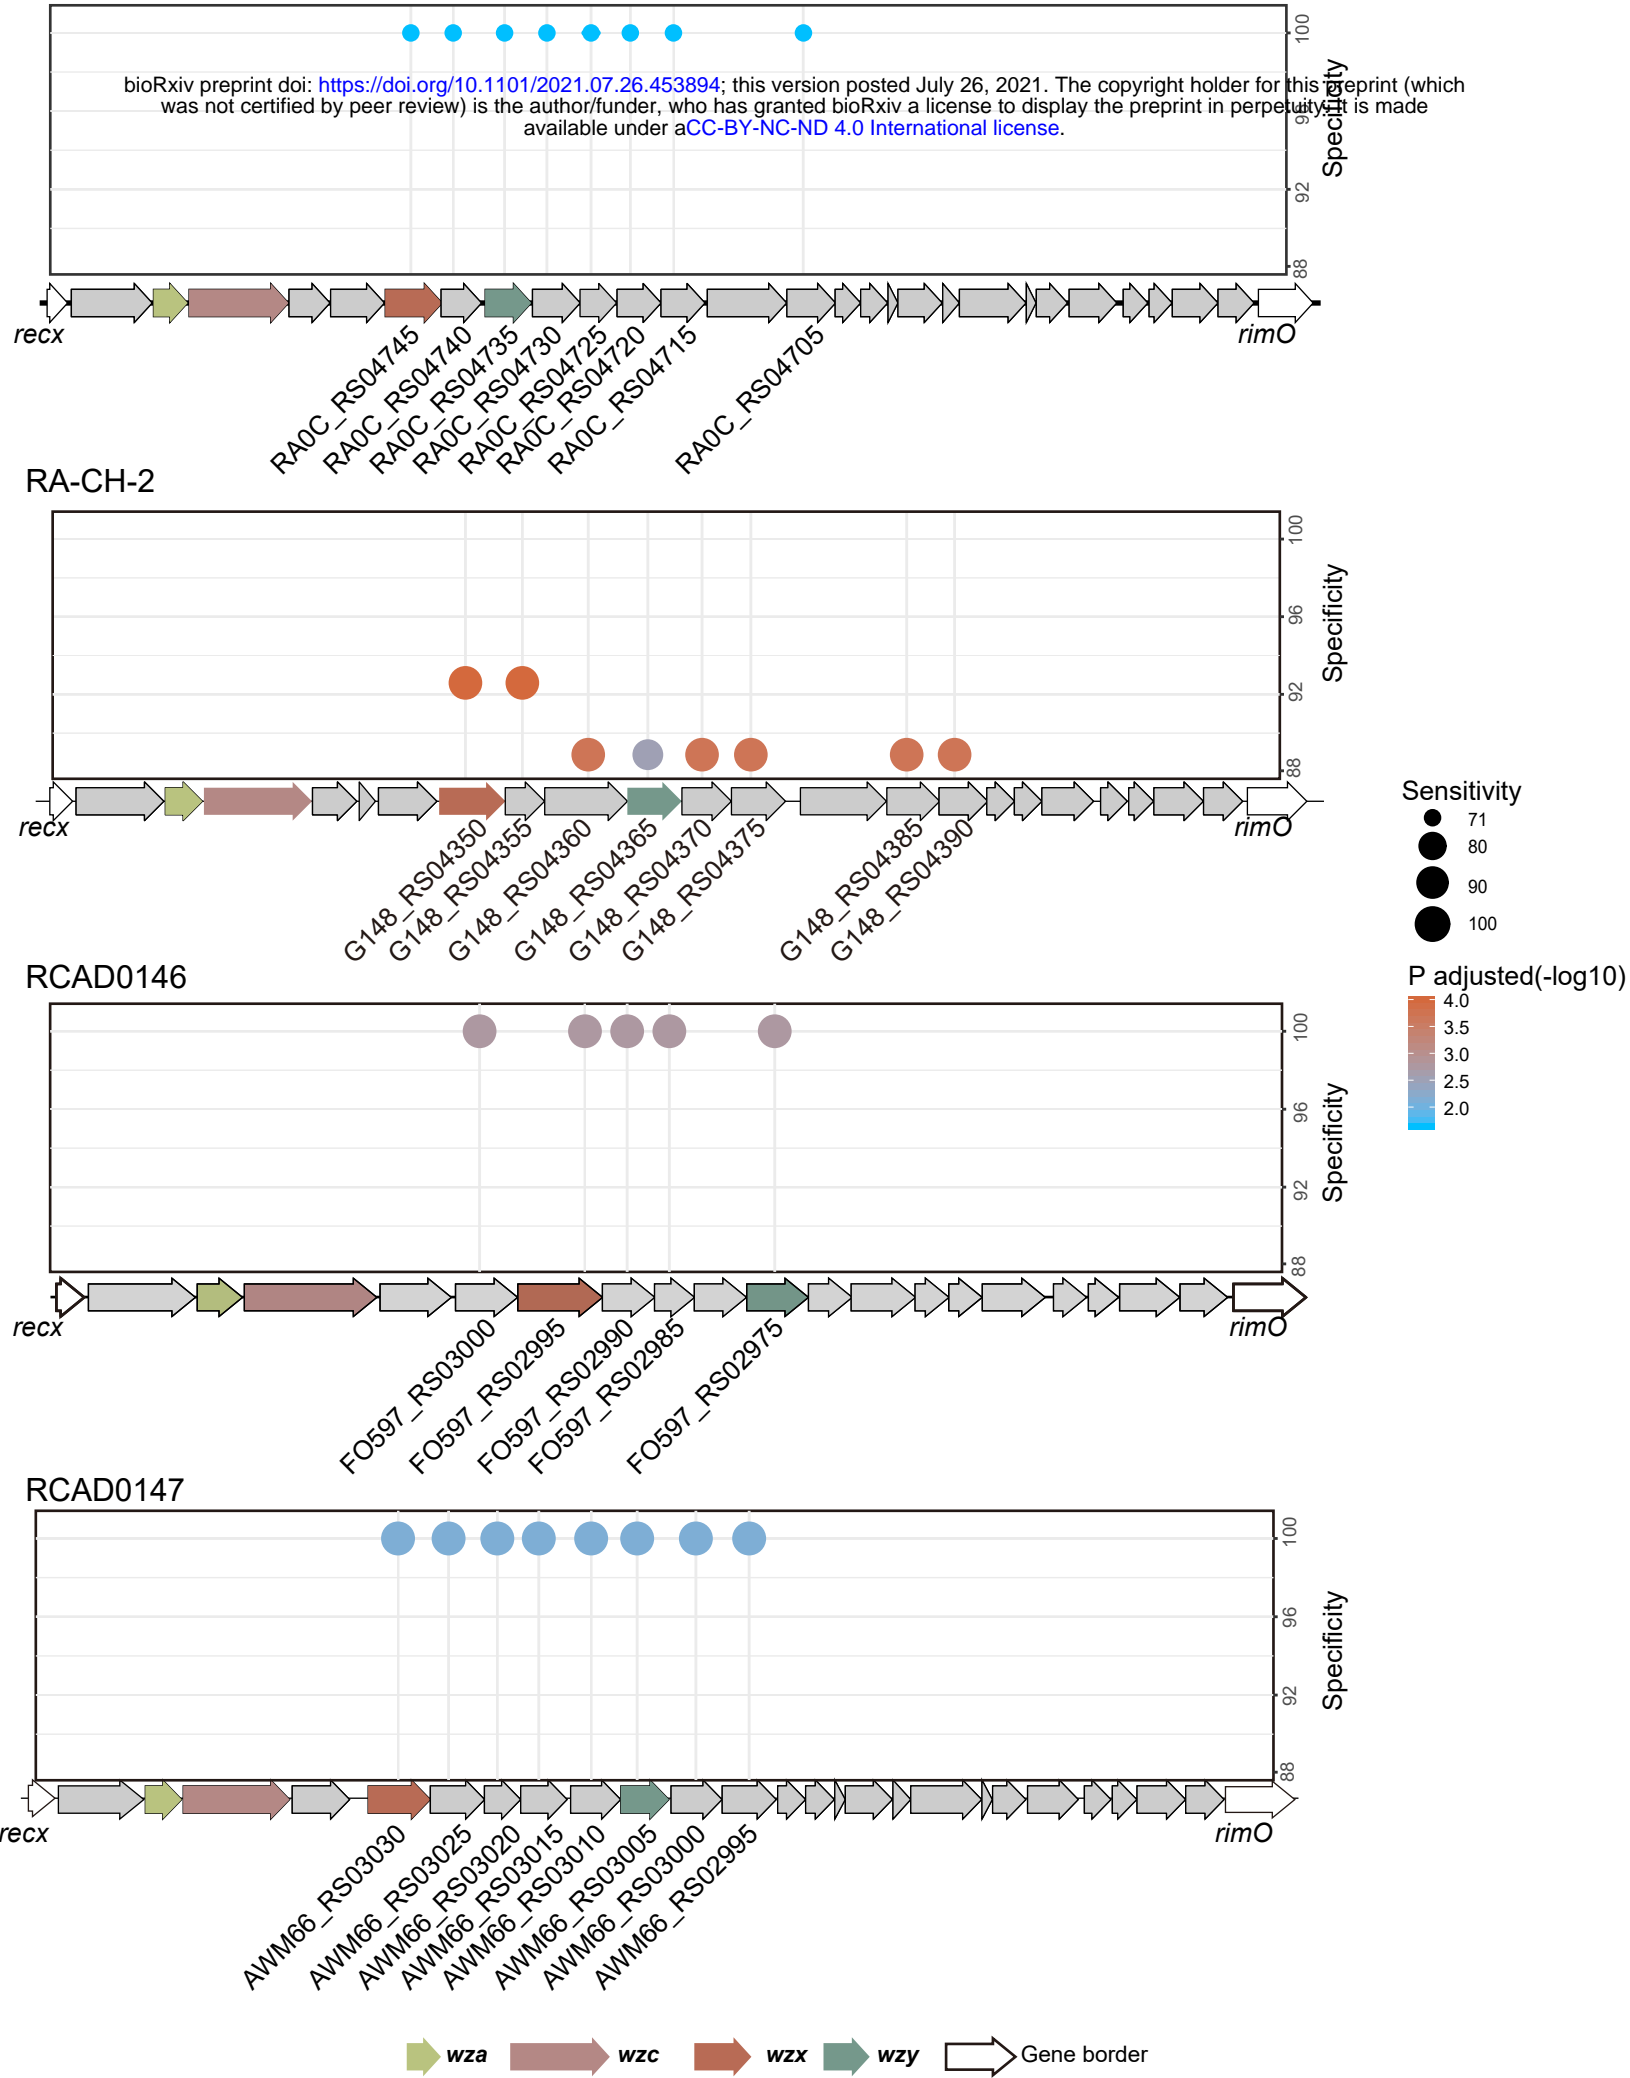 100
bioRxiv preprint doi: https://doi.org/10.1101/2021.07.26.453894; this version posted July 26, 2021. The copyright holder for this preprint (which
was not certified by peer review) is the author/funder, who has granted bioRxiv a license to display the preprint in perpetuity. It is made
available under aCC-BY-NC-ND 4.0 International license.
96
Specificity
92
88
recx
rimO
RA0C_RS04745
RA0C_RS04740
RA0C_RS04735
RA0C_RS04730
RA0C_RS04725
RA0C_RS04720
RA0C_RS04715
RA0C_RS04705
RA-CH-2
100
96
92
88
Specificity
recx
rimO
G148_RS04350
G148_RS04355
G148_RS04360
G148_RS04365
G148_RS04370
G148_RS04375
G148_RS04385
G148_RS04390
Sensitivity
71
80
90
100
P adjusted(-log10)
4.0
3.5
3.0
2.5
2.0
RCAD0146
100
96
92
88
Specificity
recx
rimO
FO597_RS03000
FO597_RS02995
FO597_RS02990
FO597_RS02985
FO597_RS02975
RCAD0147
100
96
92
88
Specificity
recx
rimO
AWM66_RS03030
AWM66_RS03025
AWM66_RS03020
AWM66_RS03015
AWM66_RS03010
AWM66_RS03005
AWM66_RS03000
AWM66_RS02995
wza wzc wzx wzy Gene border